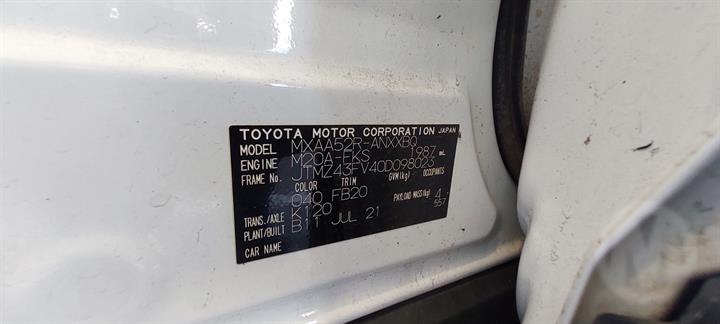 TOYOTA MOTOR CORPORATION JAPAN
MODEL MXAA52R-ANXXBQ
ENGINE M20A-FKS 1987 mL
FRAME No. JTMZ43FV40D098023
COLOR TRIM GVM(kg) OCCUPANTS
040 FB20
TRANS./AXLE K120 PAYLOAD MASS(kg) 4
557
PLANT/BUILT B11 JUL 21
CAR NAME